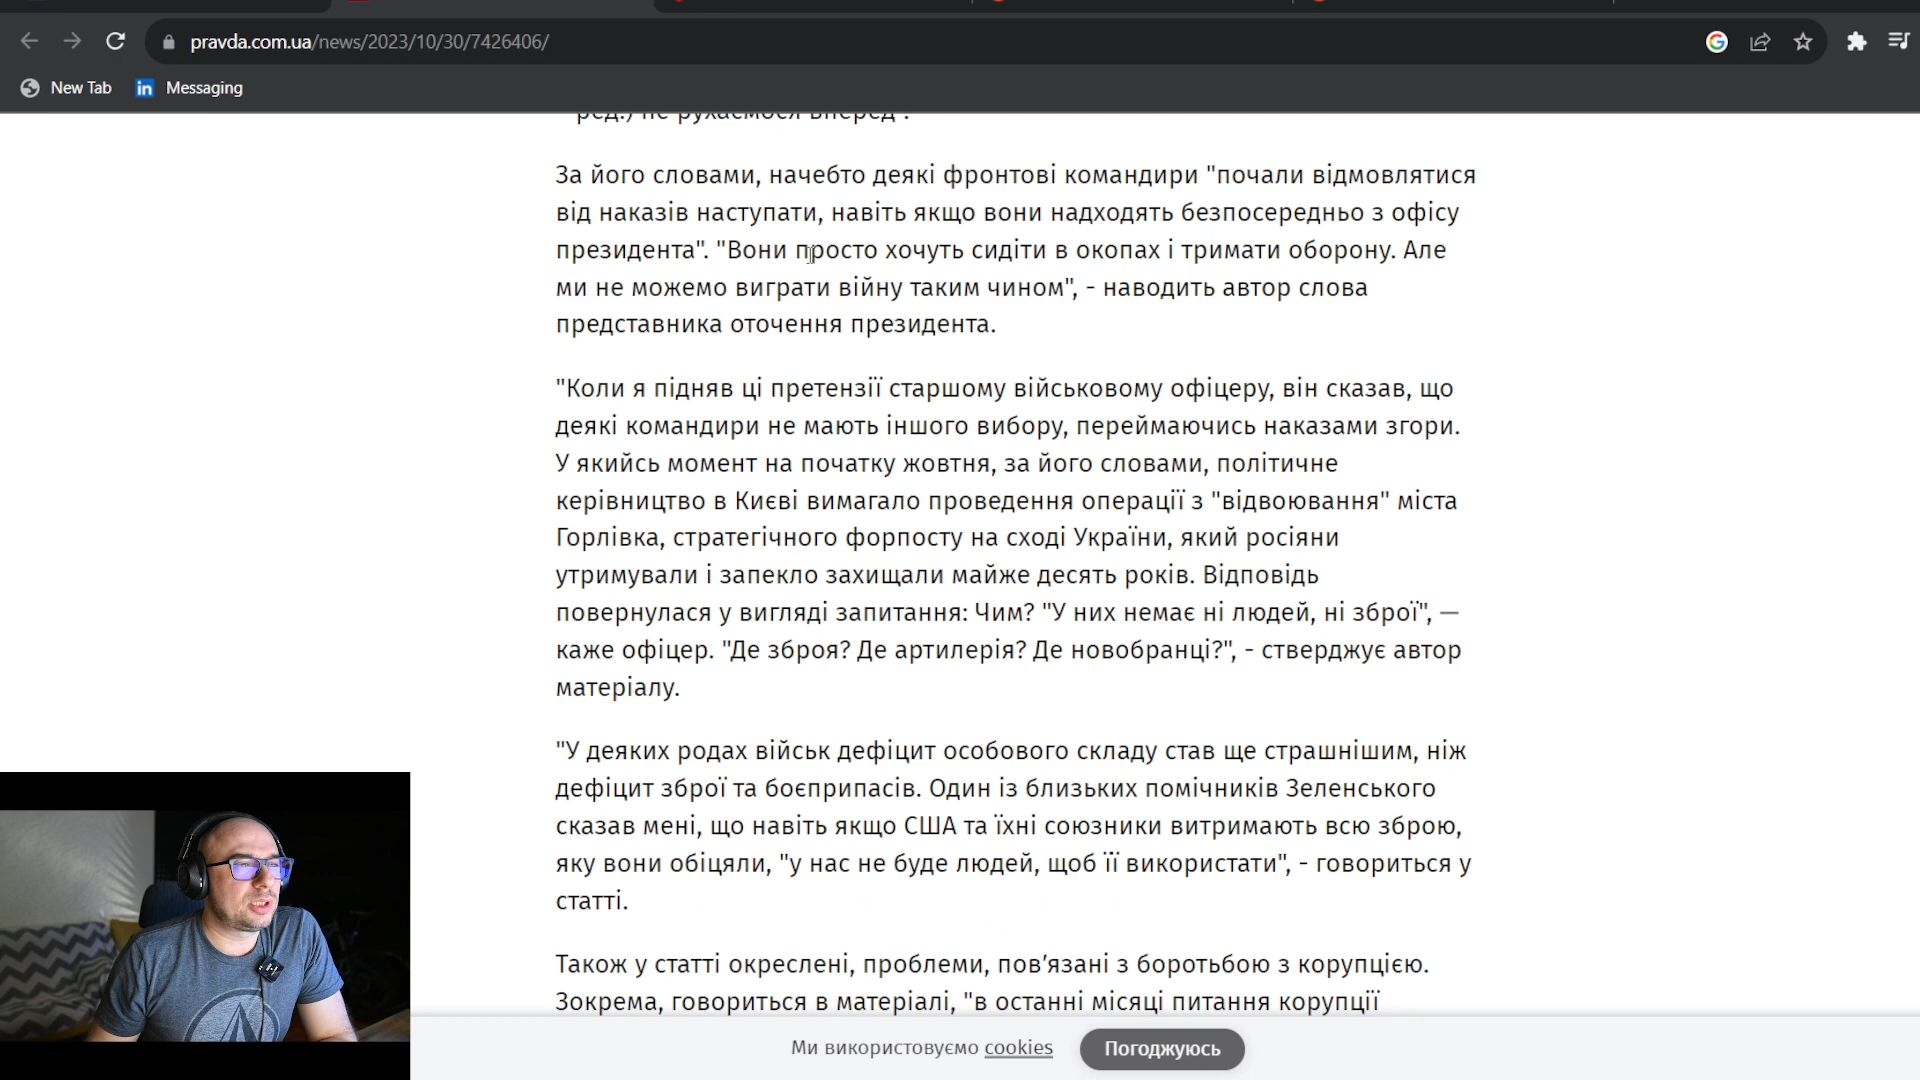 pravda.com.ua/news/2023/10/30/7426406/
New Tab
in Messaging
ред.) не рухаємося вперед".
За його словами, начебто деякі фронтові командири "почали відмовлятися
від наказів наступати, навіть якщо вони надходять безпосередньо з офісу
президента". "Вони просто хочуть сидіти в окопах і тримати оборону. Але
ми не можемо виграти війну таким чином", - наводить автор слова
представника оточення президента.
"Коли я підняв ці претензії старшому військовому офіцеру, він сказав, що
деякі командири не мають іншого вибору, переймаючись наказами згори.
У якийсь момент на початку жовтня, за його словами, політичне
керівництво в Києві вимагало проведення операції з "відвоювання" міста
Горлівка, стратегічного форпосту на сході України, який росіяни
утримували і запекло захищали майже десять років. Відповідь
повернулася у вигляді запитання: Чим? "У них немає ні людей, ні зброї", —
каже офіцер. "Де зброя? Де артилерія? Де новобранці?", - стверджує автор
матеріалу.
"У деяких родах військ дефіцит особового складу став ще страшнішим, ніж
дефіцит зброї та боєприпасів. Один із близьких помічників Зеленського
сказав мені, що навіть якщо США та їхні союзники витримають всю зброю,
яку вони обіцяли, "у нас не буде людей, щоб її використати", - говориться у
статті.
Також у статті окреслені, проблеми, пов’язані з боротьбою з корупцією.
Зокрема, говориться в матеріалі, "в останні місяці питання корупції
Ми використовуємо cookies
Погоджуюсь